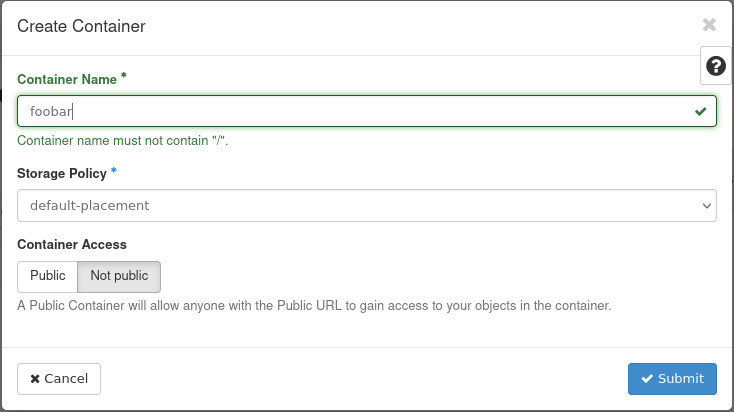 Create Container ×
?
Container Name *
foobar
Container name must not contain "/".
Storage Policy *
default-placement
Container Access
Public Not public
A Public Container will allow anyone with the Public URL to gain access to your objects in the container.
Cancel Submit